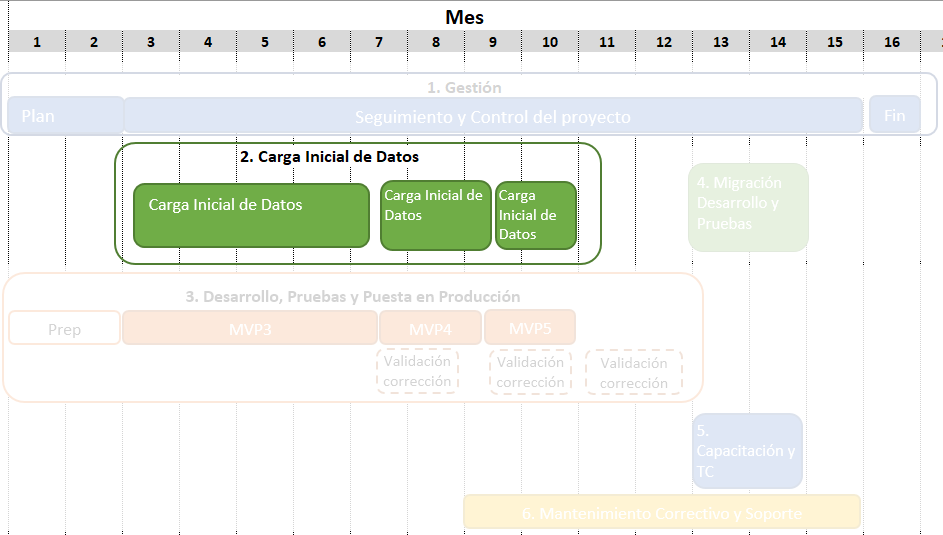 Mes
1 2 3 4 5 6 7 8 9 10 11 12 13 14 15 16
1. Gestión
Plan
Seguimiento y Control del proyecto
Fin
2. Carga Inicial de Datos
Carga Inicial de Datos
Carga Inicial de
Datos
Carga
Inicial de
Datos
4. Migración
Desarrollo y
Pruebas
3. Desarrollo, Pruebas y Puesta en Producción
Prep
MVP3
MVP4
MVP5
Validación
corrección
Validación
corrección
Validación
corrección
5.
Capacitación y
TC
6. Mantenimiento Correctivo y Soporte